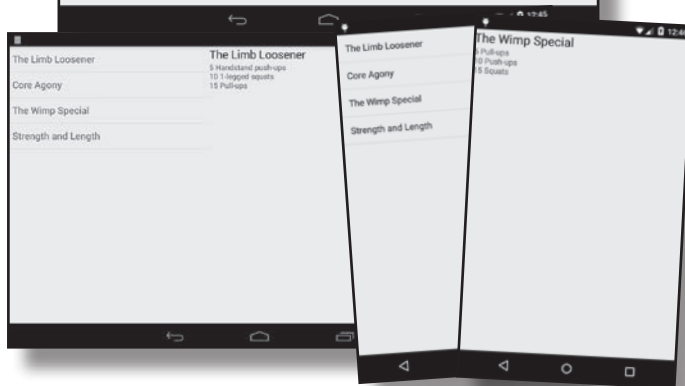 12:45
The Limb Loosener
Core Agony
The Wimp Special
Strength and Length
The Limb Loosener
5 Handstand push-ups
10 1-legged squats
15 Pull-ups
The Limb Loosener
Core Agony
The Wimp Special
Strength and Length
12:46
The Wimp Special
5 Pull-ups
10 Push-ups
15 Squats